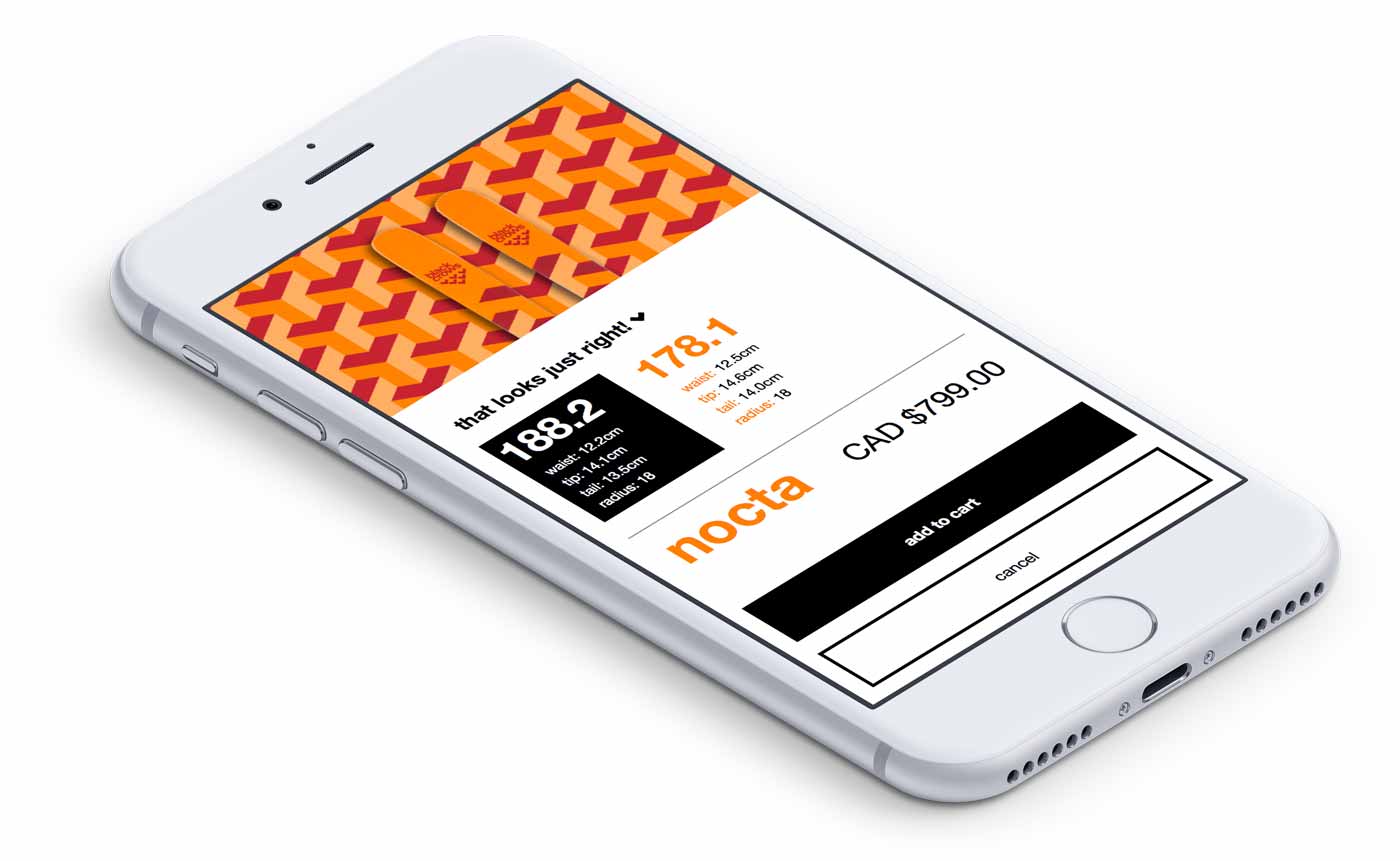 black
crows
black
crows
that looks just right!
188.2
waist: 12.2cm
tip: 14.1cm
tail: 13.5cm
radius: 18
178.1
waist: 12.5cm
tip: 14.6cm
tail: 14.0cm
radius: 18
nocta
CAD $799.00
add to cart
cancel